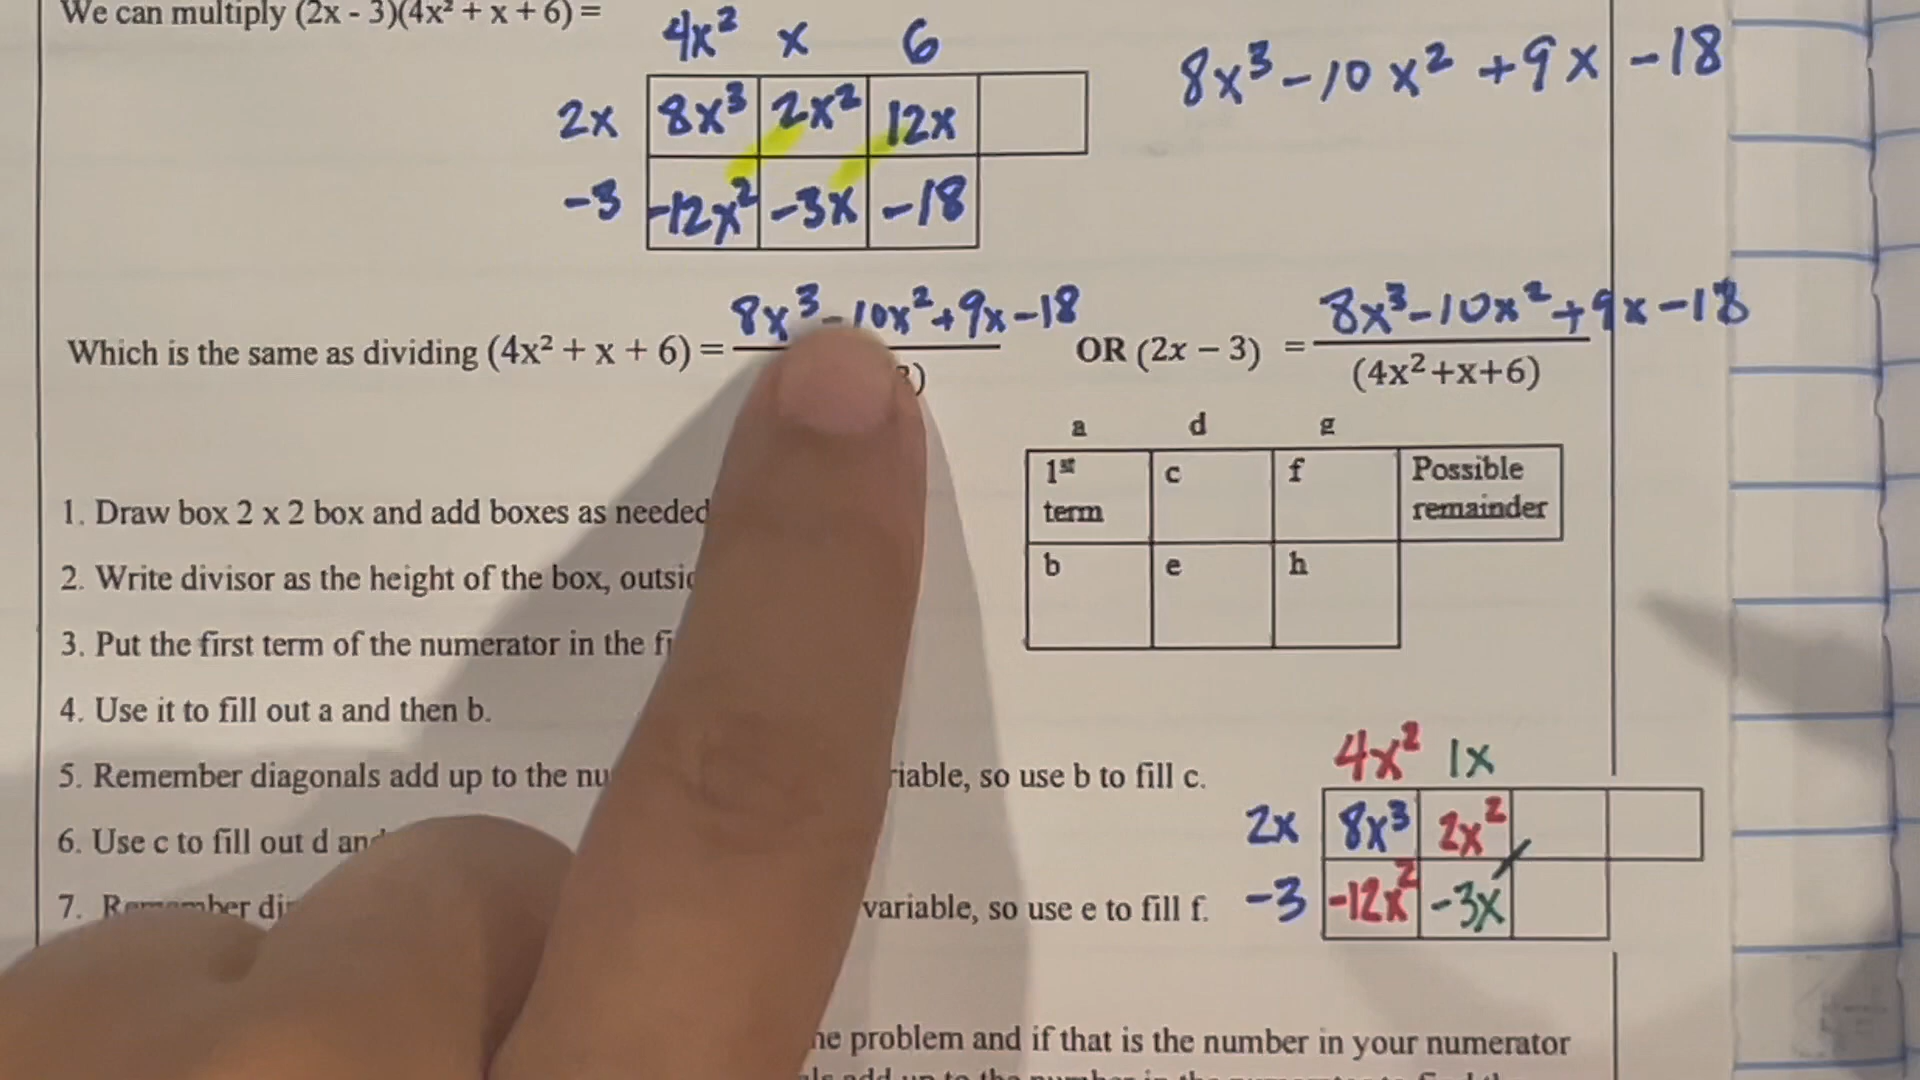 We can multiply (2x - 3)(4x² + x + 6) =
4x² x 6
8x³ - 10x² + 9x - 18
2x 8x³ 2x² 12x
-3 -12x² -3x -18
Which is the same as dividing (4x² + x + 6) = 8x³ - 10x² + 9x - 18
OR (2x - 3) = 8x³ - 10x² + 9x - 18
(4x² + x + 6)
a d g
1st term c f Possible remainder
b e h
1. Draw box 2 x 2 box and add boxes as needed
2. Write divisor as the height of the box,
3. Put the first term of the numerator in the
4. Use it to fill out a and then b.
5. Remember diagonals add up to the so use b to fill c.
6. Use c to fill out d
7. variable, so use e to fill f.
4x² 1x
2x 8x³ 2x²
-3 -12x² -3x
problem and if that is the number in your numerator